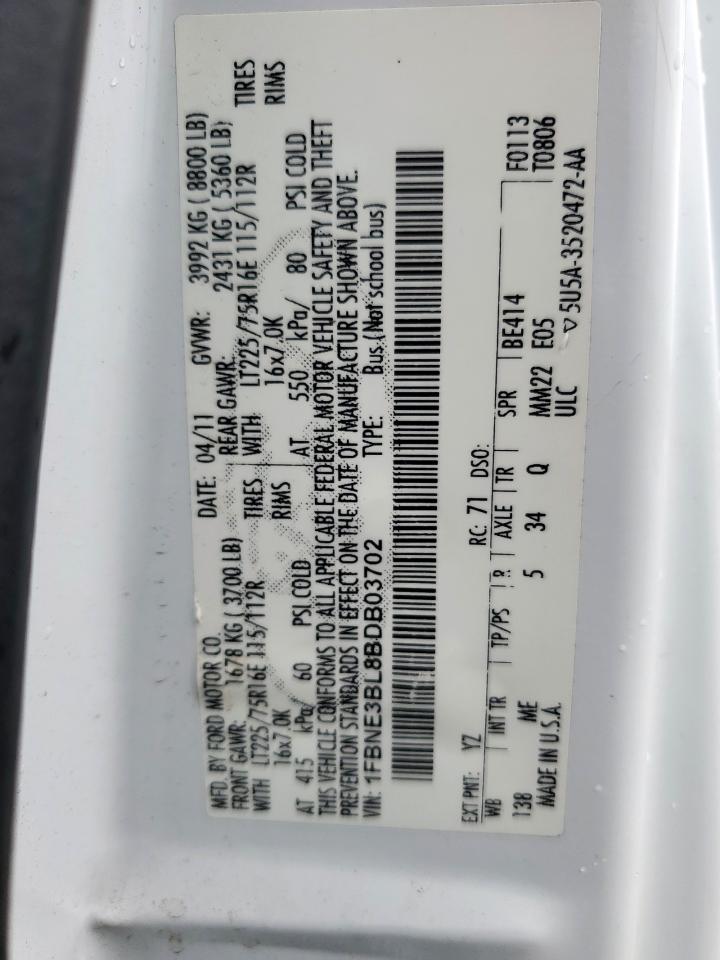 MFD. BY FORD MOTOR CO.
DATE: 04/11 GVWR: 3992 KG ( 8800 LB)
FRONT GAWR: 1678 KG ( 3700 LB) REAR GAWR: 2431 KG ( 5360 LB)
WITH LT225/75R16E 115/112R TIRES WITH LT225/75R16E 115/112R TIRES
16x7.0K RIMS 16x7.0K RIMS
AT 415 kPa/ 60 PSI COLD AT 550 kPa/ 80 PSI COLD
THIS VEHICLE CONFORMS TO ALL APPLICABLE FEDERAL MOTOR VEHICLE SAFETY AND THEFT
PREVENTION STANDARDS IN EFFECT ON THE DATE OF MANUFACTURE SHOWN ABOVE.
VIN: 1FBNE3BL8BDB03702 TYPE: Bus (Not school bus)
EXT PNT: YZ RC: 71 DSO:
WB INT TR TP/PS R AXLE TR SPR BE414 F0113
138 ME 5 34 Q MM22 E05 T0806
MADE IN U.S.A. ULC
▽ 5U5A-3520472-AA